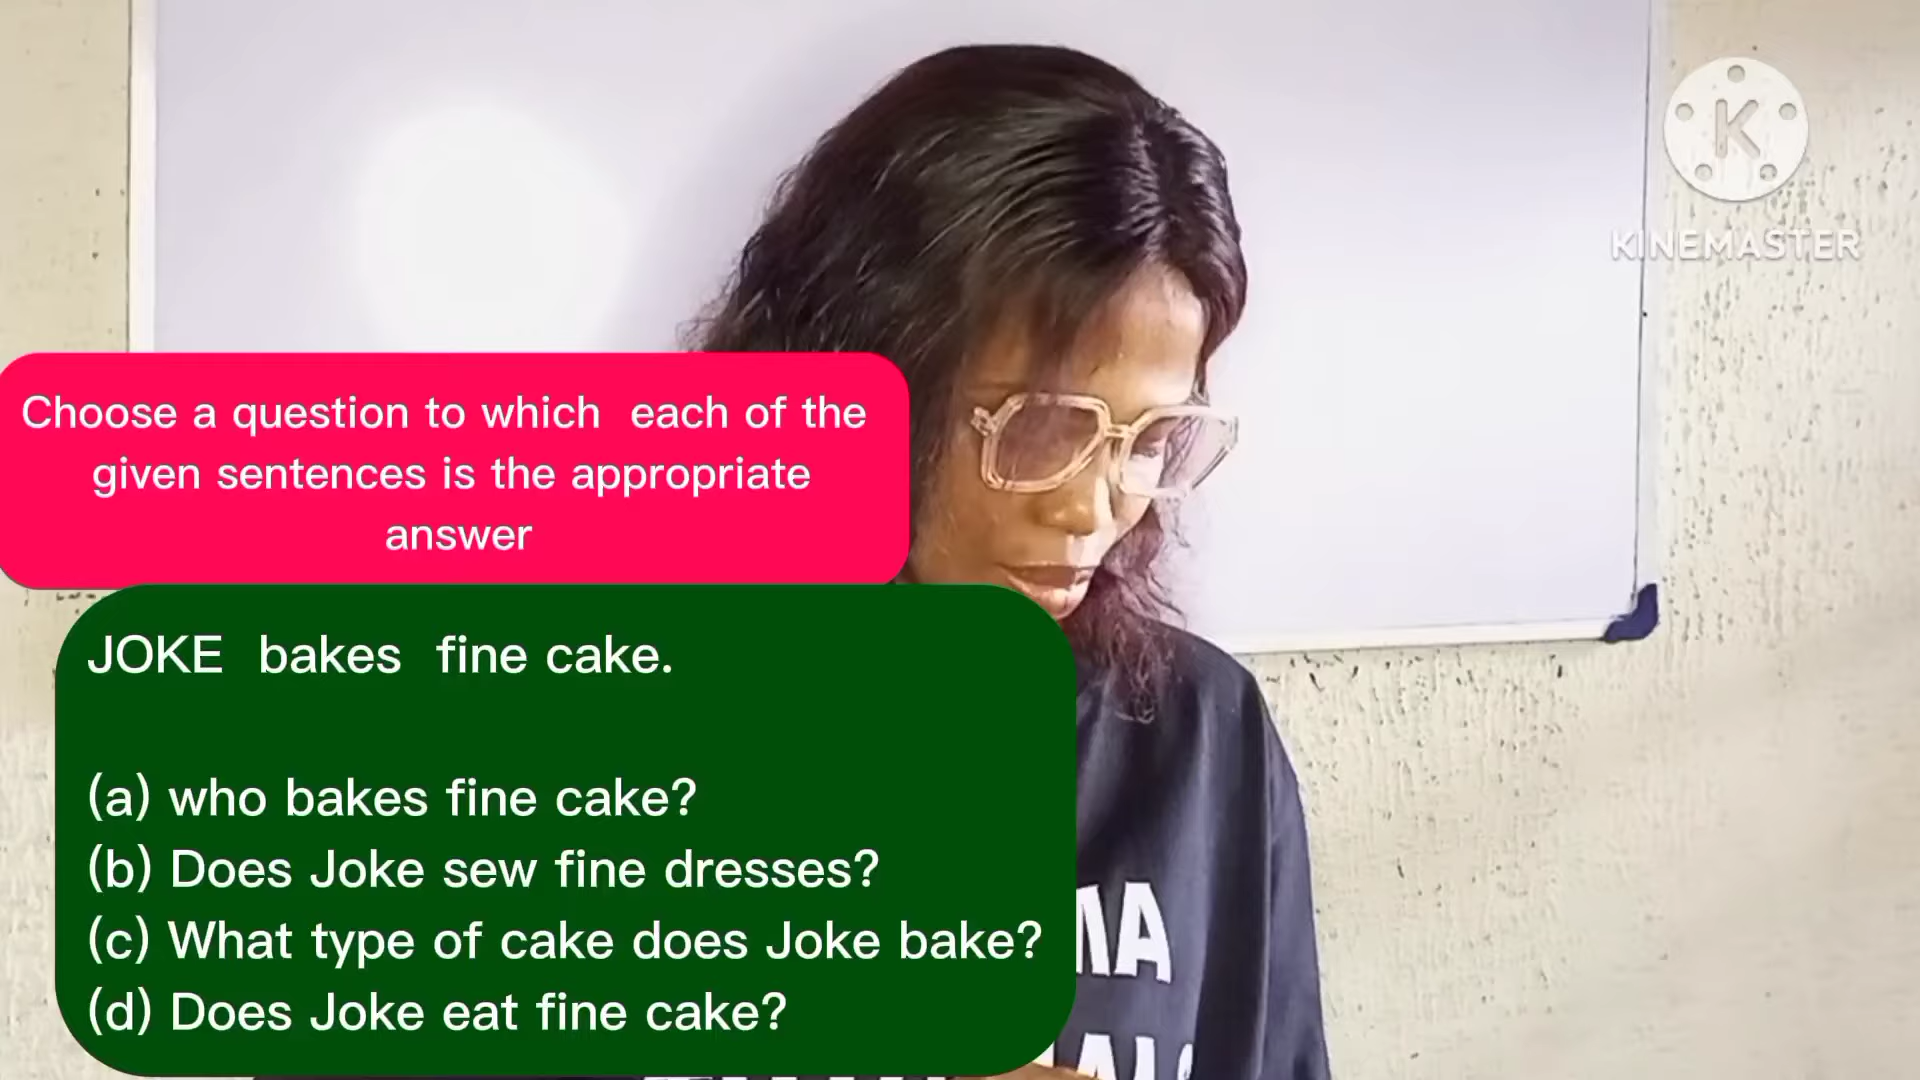 K
KINEMASTER
Choose a question to which each of the
given sentences is the appropriate
answer
JOKE bakes fine cake.
(a) who bakes fine cake?
(b) Does Joke sew fine dresses?
(c) What type of cake does Joke bake?
(d) Does Joke eat fine cake?